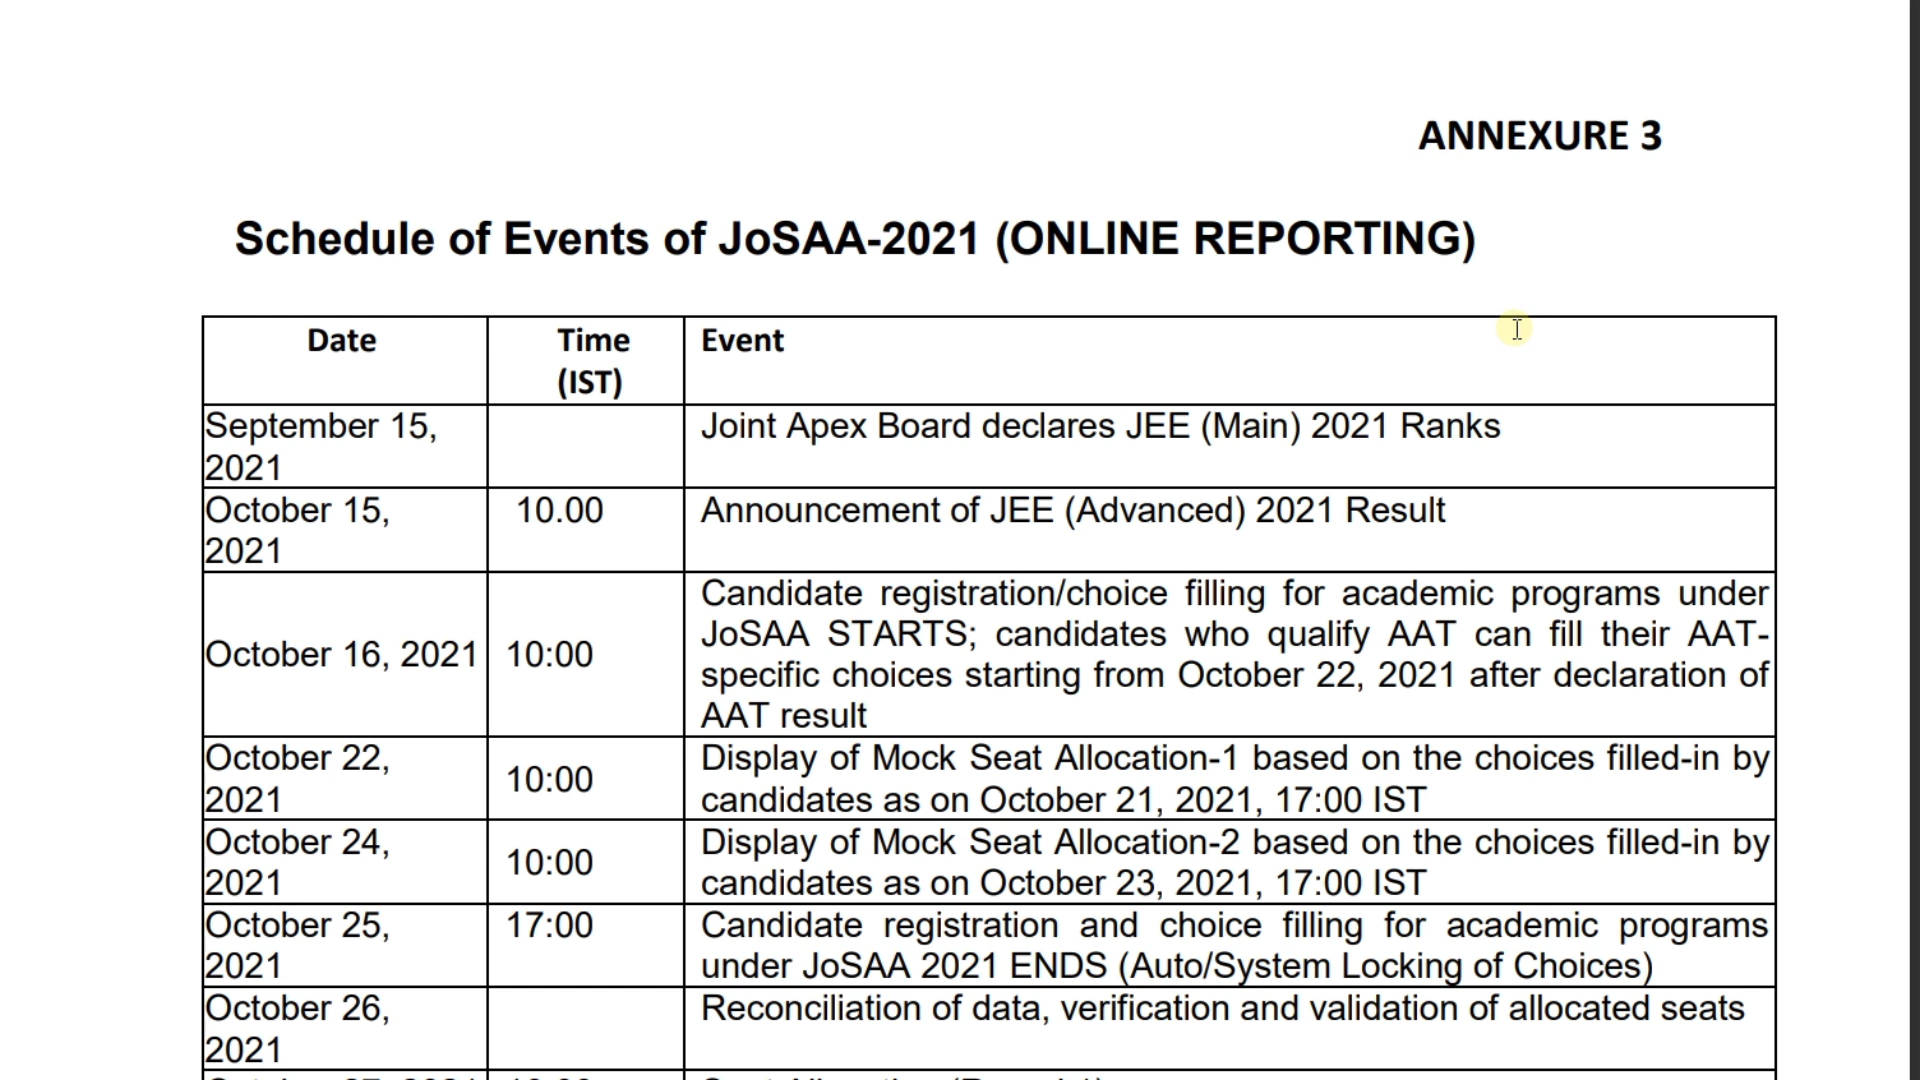 ANNEXURE 3
Schedule of Events of JoSAA-2021 (ONLINE REPORTING)
Date
Time
(IST)
Event
September 15,
2021
Joint Apex Board declares JEE (Main) 2021 Ranks
October 15,
2021
10.00
Announcement of JEE (Advanced) 2021 Result
October 16, 2021
10:00
Candidate registration/choice filling for academic programs under
JoSAA STARTS; candidates who qualify AAT can fill their AAT-
specific choices starting from October 22, 2021 after declaration of
AAT result
October 22,
2021
10:00
Display of Mock Seat Allocation-1 based on the choices filled-in by
candidates as on October 21, 2021, 17:00 IST
October 24,
2021
10:00
Display of Mock Seat Allocation-2 based on the choices filled-in by
candidates as on October 23, 2021, 17:00 IST
October 25,
2021
17:00
Candidate registration and choice filling for academic programs
under JoSAA 2021 ENDS (Auto/System Locking of Choices)
October 26,
2021
Reconciliation of data, verification and validation of allocated seats